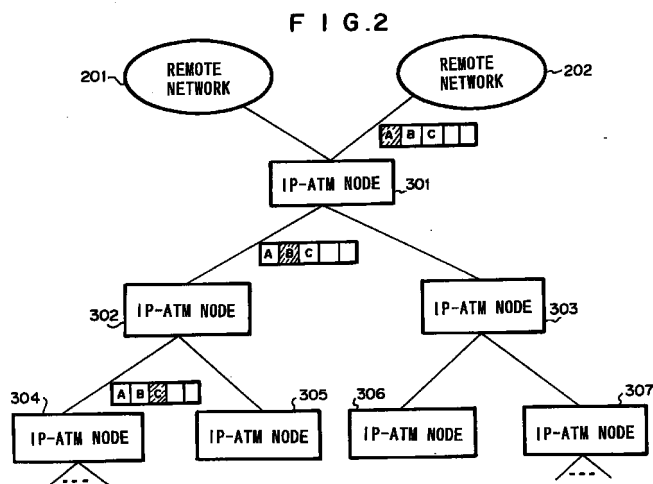 FIG.2
REMOTE
NETWORK
201
REMOTE
NETWORK
202
A B C
IP-ATM NODE
301
A B C
IP-ATM NODE
302
IP-ATM NODE
303
A B C
304
IP-ATM NODE
305
IP-ATM NODE
306
IP-ATM NODE
307
IP-ATM NODE